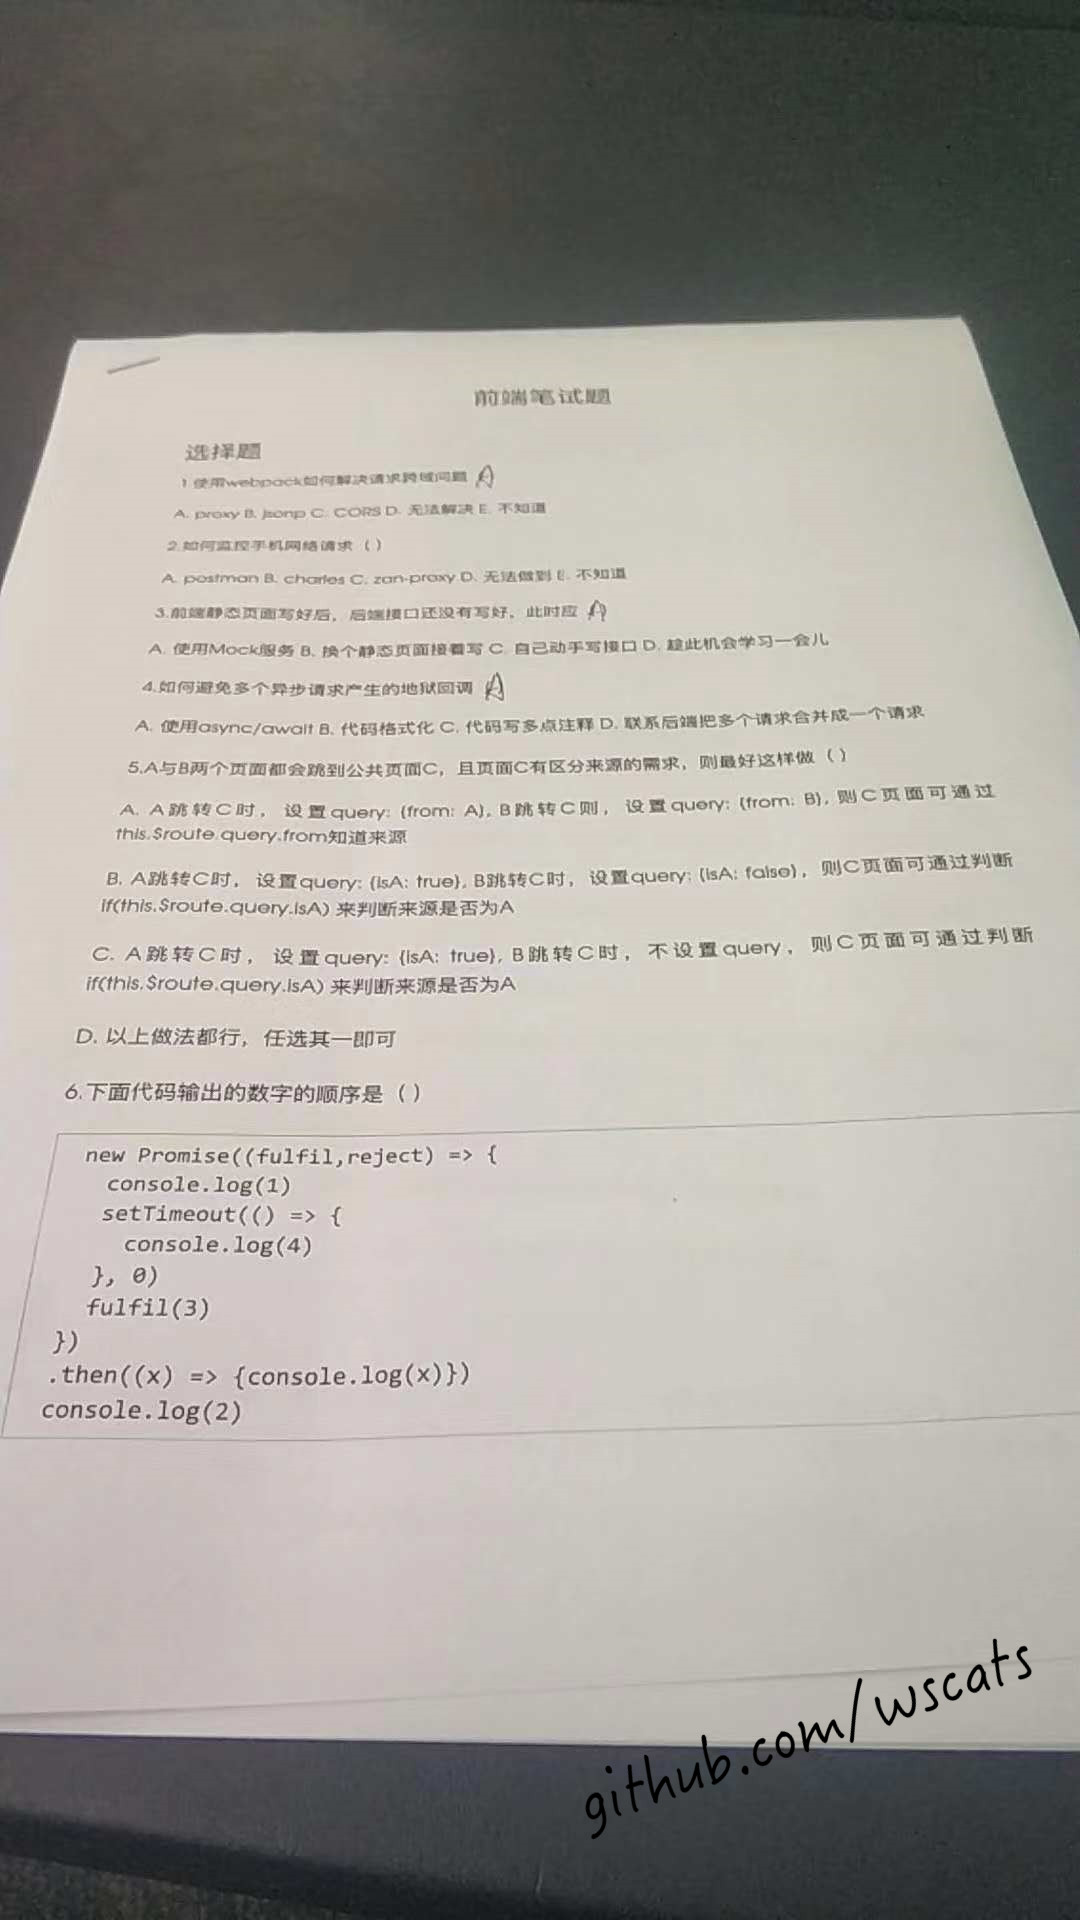 前端笔试题
选择题
1.使用webpack如何解决请求跨域问题 A
A. proxy B. jsonp C. CORS D. 无法解决 E. 不知道
2.如何监控手机网络请求（）
A. postman B. charles C. zan-proxy D. 无法做到 E. 不知道
3.前端静态页面写好后，后端接口还没有写好，此时应 A
A. 使用Mock服务 B. 换个静态页面接着写 C. 自己动手写接口 D. 趁此机会学习一会儿
4.如何避免多个异步请求产生的地狱回调 A
A. 使用async/await B. 代码格式化 C. 代码写多点注释 D. 联系后端把多个请求合并成一个请求
5.A与B两个页面都会跳到公共页面C，且页面C有区分来源的需求，则最好这样做（）
A. A跳转C时，设置query: {from: A}, B跳转C则，设置query: {from: B}, 则C页面可通过
this.$route.query.from知道来源
B. A跳转C时，设置query: {isA: true}, B跳转C时，设置query: {isA: false}，则C页面可通过判断
if(this.$route.query.isA) 来判断来源是否为A
C. A跳转C时，设置query: {isA: true}, B跳转C时，不设置query，则C页面可通过判断
if(this.$route.query.isA) 来判断来源是否为A
D. 以上做法都行，任选其一即可
6.下面代码输出的数字的顺序是（）
new Promise((fulfil,reject) => {
console.log(1)
setTimeout(() => {
console.log(4)
}, 0)
fulfil(3)
})
.then((x) => {console.log(x)})
console.log(2)
github.com/wscats